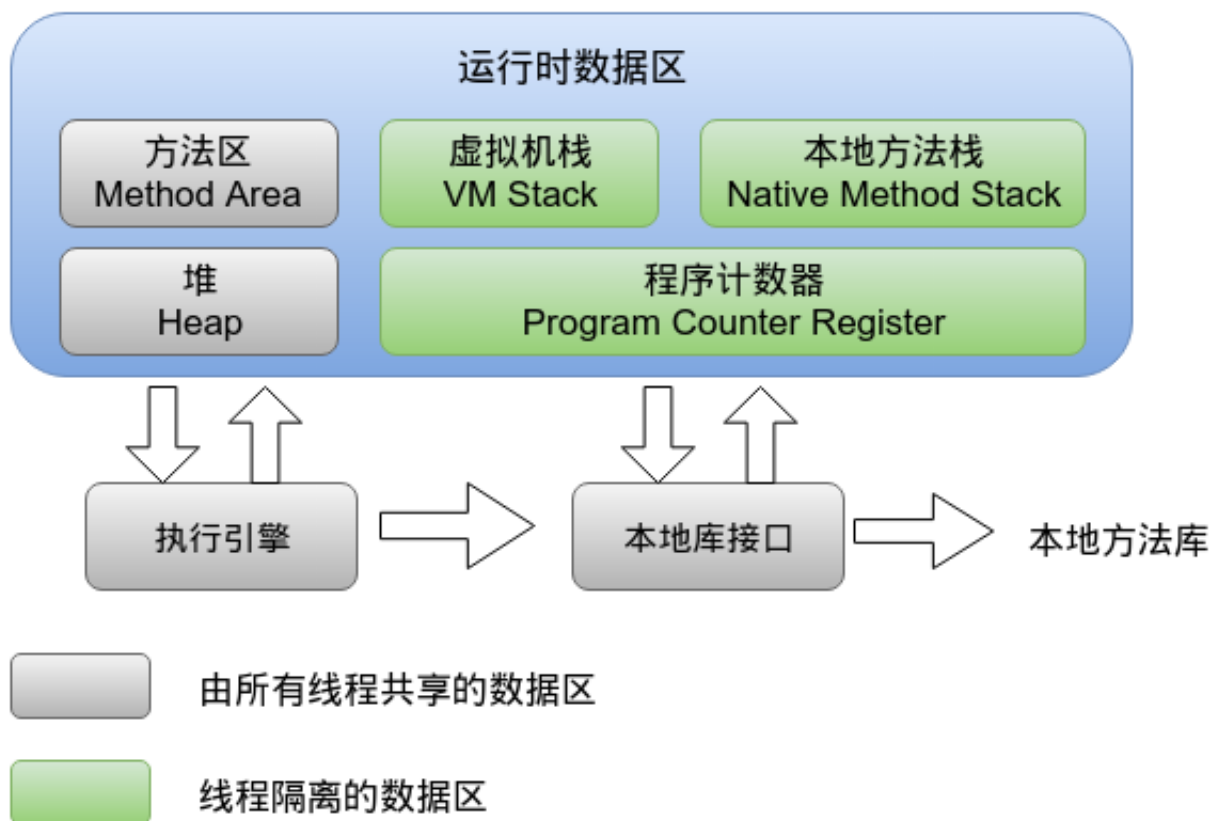 运行时数据区
方法区
Method Area
虚拟机栈
VM Stack
本地方法栈
Native Method Stack
堆
Heap
程序计数器
Program Counter Register
执行引擎
本地库接口
本地方法库
由所有线程共享的数据区
线程隔离的数据区